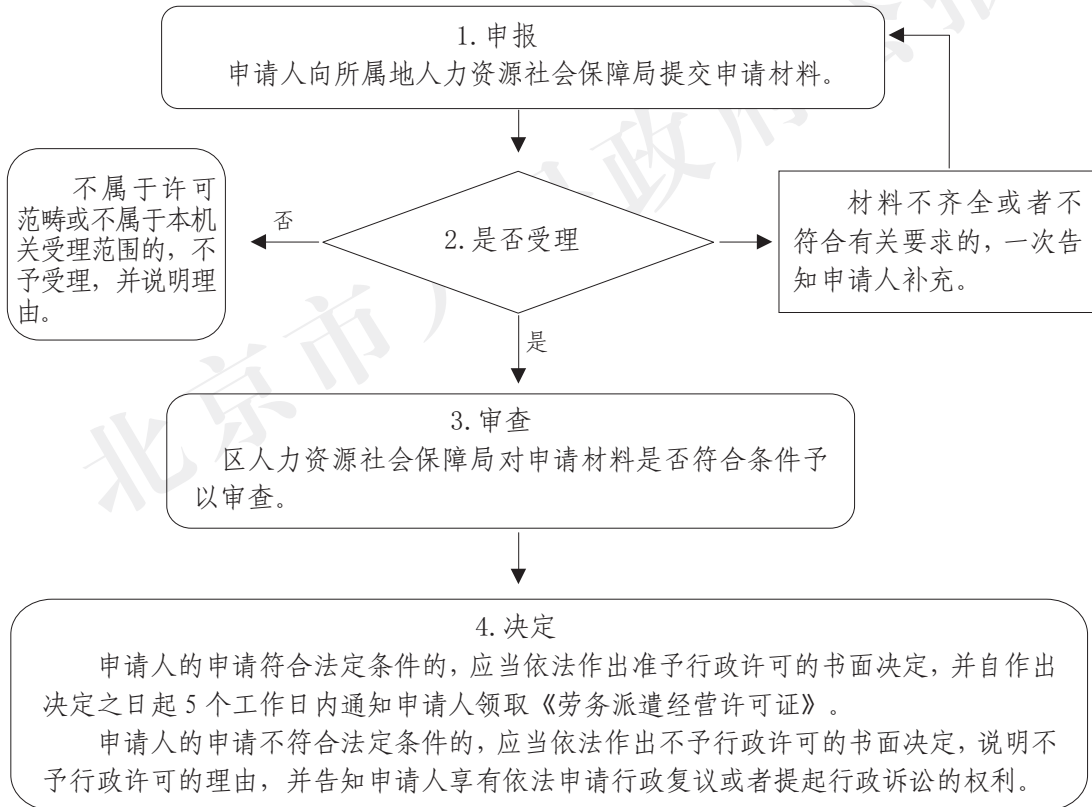 1.申报
申请人向所属地人力资源社会保障局提交申请材料。
不属于许可
范畴或不属于本机
关受理范围的，不
予受理，并说明理
由。
否
2.是否受理
材料不齐全或者不
符合有关要求的，一次告
知申请人补充。
是
3.审查
区人力资源社会保障局对申请材料是否符合条件予
以审查。
4.决定
申请人的申请符合法定条件的，应当依法作出准予行政许可的书面决定，并自作出
决定之日起5个工作日内通知申请人领取《劳务派遣经营许可证》。
申请人的申请不符合法定条件的，应当依法作出不予行政许可的书面决定，说明不
予行政许可的理由，并告知申请人享有依法申请行政复议或者提起行政诉讼的权利。
北京市人 政府